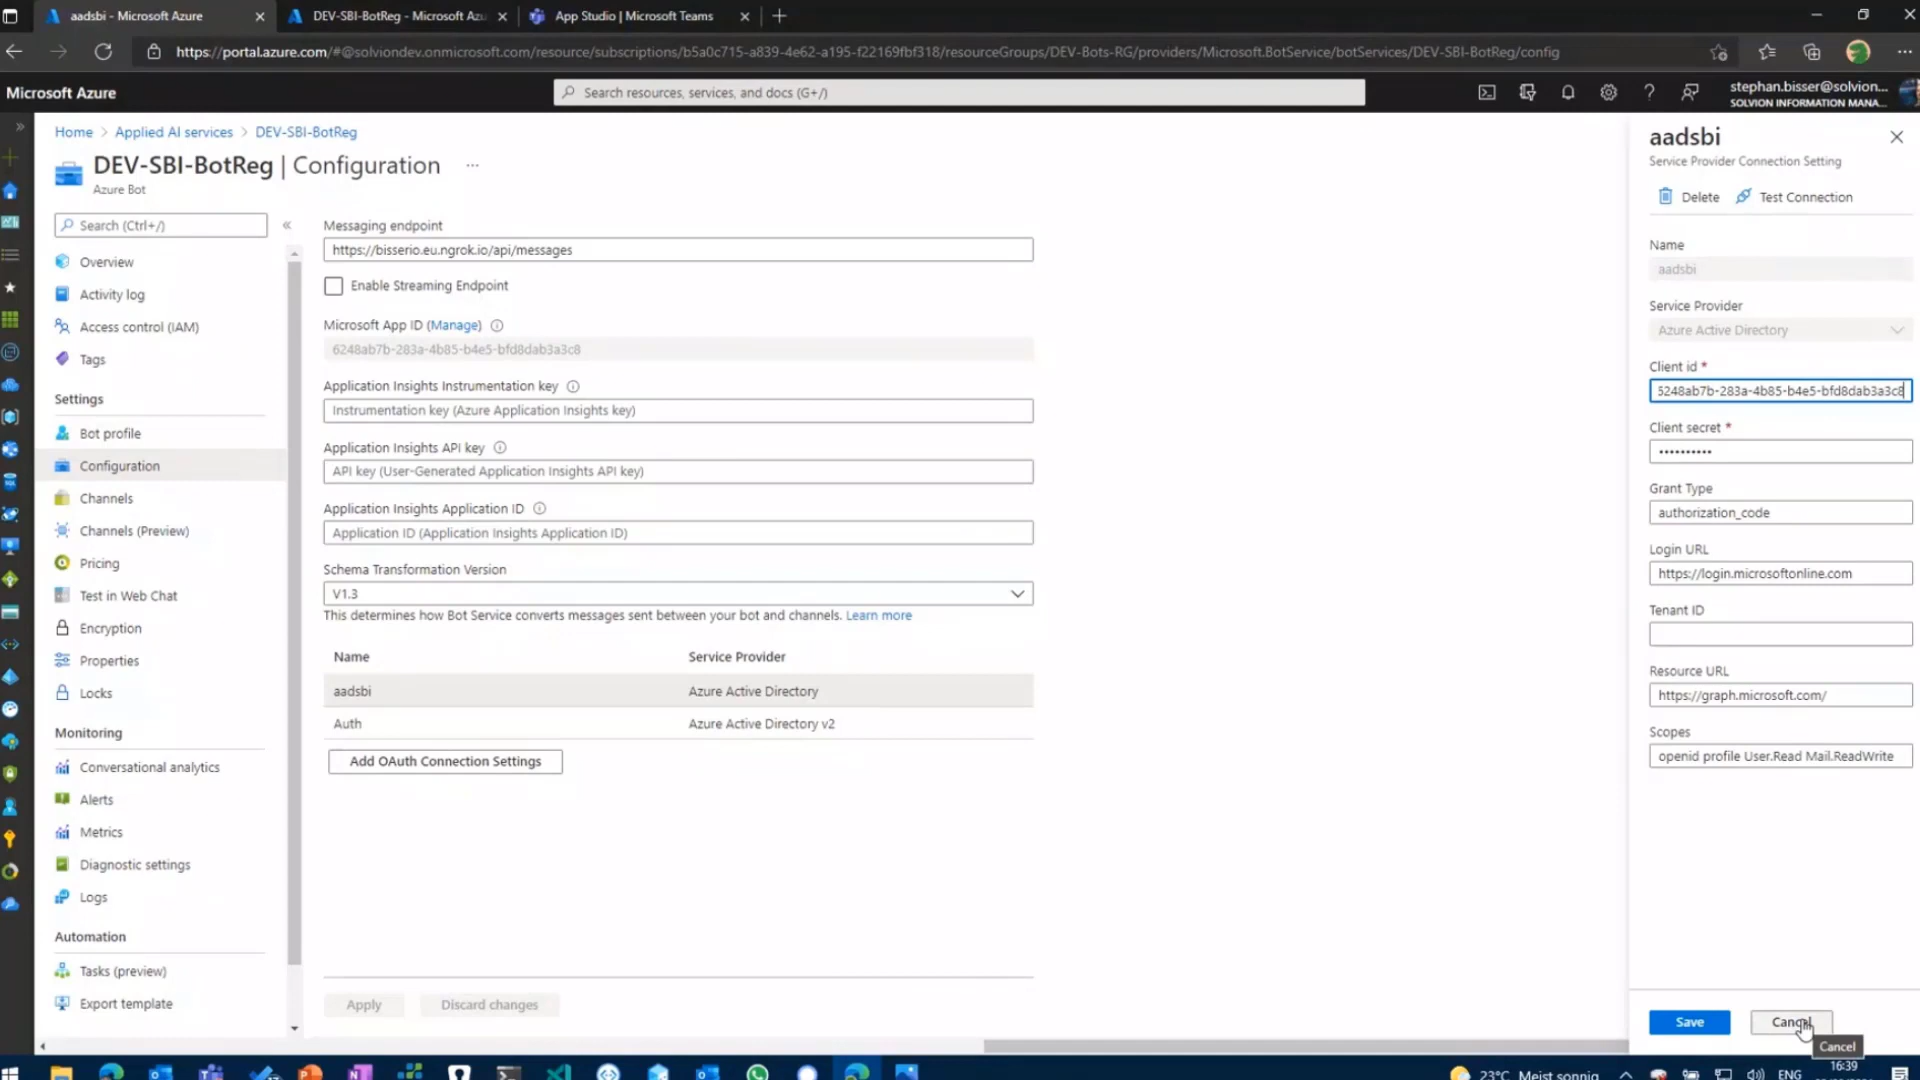 aadsbi - Microsoft Azure
DEV-SBI-BotReg - Microsoft Azu
App Studio | Microsoft Teams
https://portal.azure.com/#@solviondev.onmicrosoft.com/resource/subscriptions/b5a0c715-a839-4e62-a195-f22169fbf318/resourceGroups/DEV-Bots-RG/providers/Microsoft.BotService/botServices/DEV-SBI-BotReg/config
Microsoft Azure
Search resources, services, and docs (G+/)
stephan.bisser@solvion...
SOLVION INFORMATION MANA...
Home > Applied AI services > DEV-SBI-BotReg
DEV-SBI-BotReg | Configuration ...
Azure Bot
Search (Ctrl+/)
Overview
Activity log
Access control (IAM)
Tags
Settings
Bot profile
Configuration
Channels
Channels (Preview)
Pricing
Test in Web Chat
Encryption
Properties
Locks
Monitoring
Conversational analytics
Alerts
Metrics
Diagnostic settings
Logs
Automation
Tasks (preview)
Export template
Messaging endpoint
https://bisserio.eu.ngrok.io/api/messages
Enable Streaming Endpoint
Microsoft App ID (Manage)
6248ab7b-283a-4b85-b4e5-bfd8dab3a3c8
Application Insights Instrumentation key
Instrumentation key (Azure Application Insights key)
Application Insights API key
API key (User-Generated Application Insights API key)
Application Insights Application ID
Application ID (Application Insights Application ID)
Schema Transformation Version
V1.3
This determines how Bot Service converts messages sent between your bot and channels. Learn more
Name Service Provider
aadsbi Azure Active Directory
Auth Azure Active Directory v2
Add OAuth Connection Settings
Apply Discard changes
aadsbi
Service Provider Connection Setting
Delete Test Connection
Name
aadsbi
Service Provider
Azure Active Directory
Client id *
6248ab7b-283a-4b85-b4e5-bfd8dab3a3c8
Client secret *
••••••••••
Grant Type
authorization_code
Login URL
https://login.microsoftonline.com
Tenant ID
Resource URL
https://graph.microsoft.com/
Scopes
openid profile User.Read Mail.ReadWrite
Save Cancel
Cancel
23°C Meist sonnig ENG 16:39